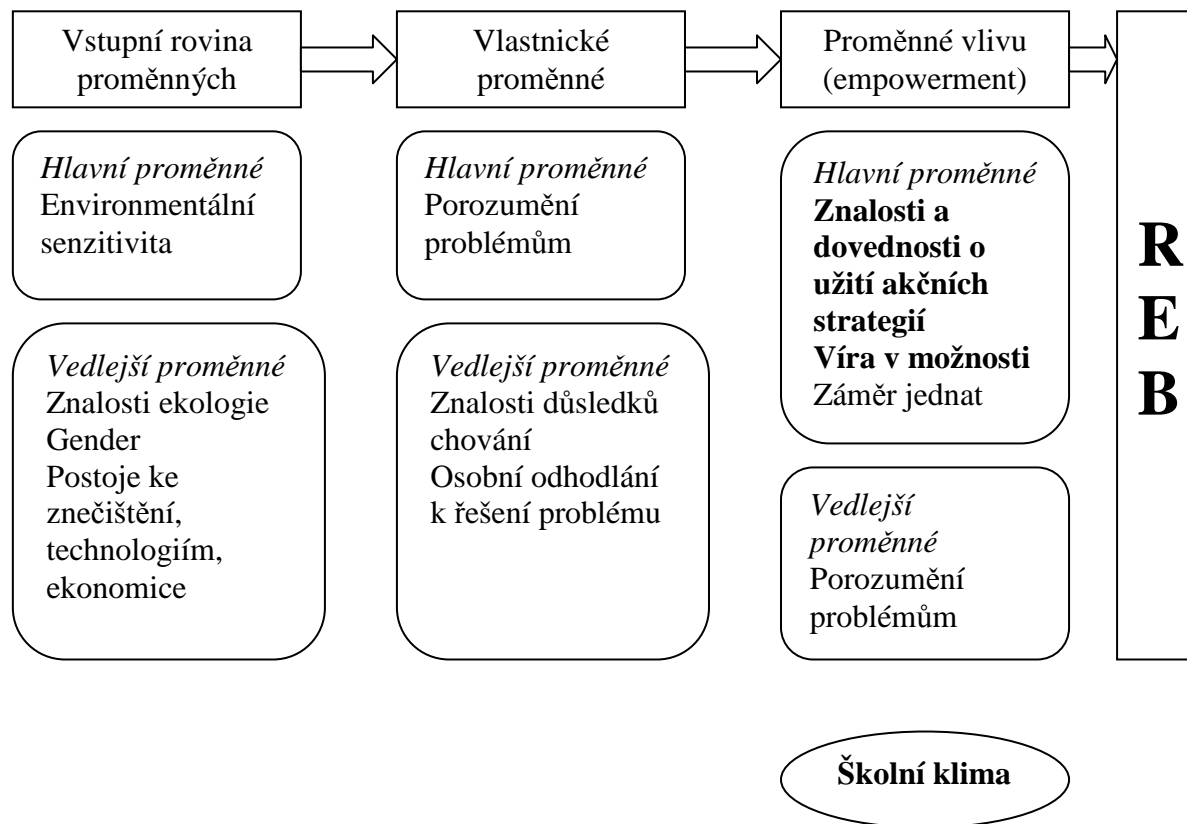 Vstupní rovina
proměnných
Vlastnické
proměnné
Proměnné vlivu
(empowerment)
Hlavní proměnné
Environmentální
senzitivita
Vedlejší proměnné
Znalosti ekologie
Gender
Postoje ke
znečištění,
technologiím,
ekonomice
Hlavní proměnné
Porozumění
problémům
Vedlejší proměnné
Znalosti důsledků
chování
Osobní odhodlání
k řešení problému
Hlavní proměnné
Znalosti a
dovednosti o
užití akčních
strategií
Víra v možnosti
Záměr jednat
Vedlejší
proměnné
Porozumění
problémům
R
E
B
Školní klima